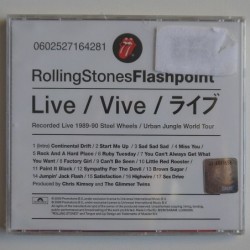 0602527164281
RollingStonesFlashpoint
Live / Vive / ライブ
Recorded Live 1989-90 Steel Wheels / Urban Jungle World Tour
1 (intro) Continental Drift / 2 Start Me Up / 3 Sad Sad Sad / 4 Miss You /
5 Rock And A Hard Place / 6 Ruby Tuesday / 7 You Can't Always Get What
You Want / 8 Factory Girl / 9 Can't Be Seen / 10 Little Red Rooster /
11 Paint It Black / 12 Sympathy For The Devil / 13 Brown Sugar /
14 Jumpin' Jack Flash / 15 Satisfaction / 16 Highwire / 17 Sex Drive
Produced by Chris Kimsey and The Glimmer Twins